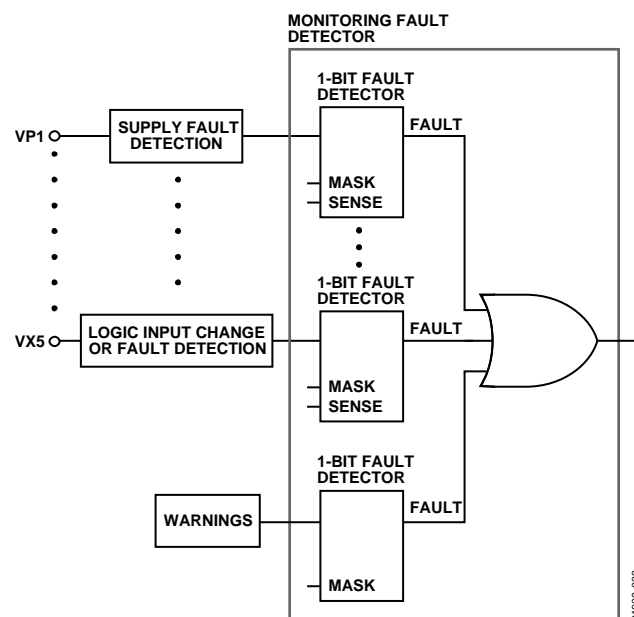 MONITORING FAULT
DETECTOR
1-BIT FAULT
DETECTOR
VP1
SUPPLY FAULT
DETECTION
FAULT
MASK
SENSE
1-BIT FAULT
DETECTOR
VX5
LOGIC INPUT CHANGE
OR FAULT DETECTION
FAULT
MASK
SENSE
1-BIT FAULT
DETECTOR
WARNINGS
FAULT
MASK